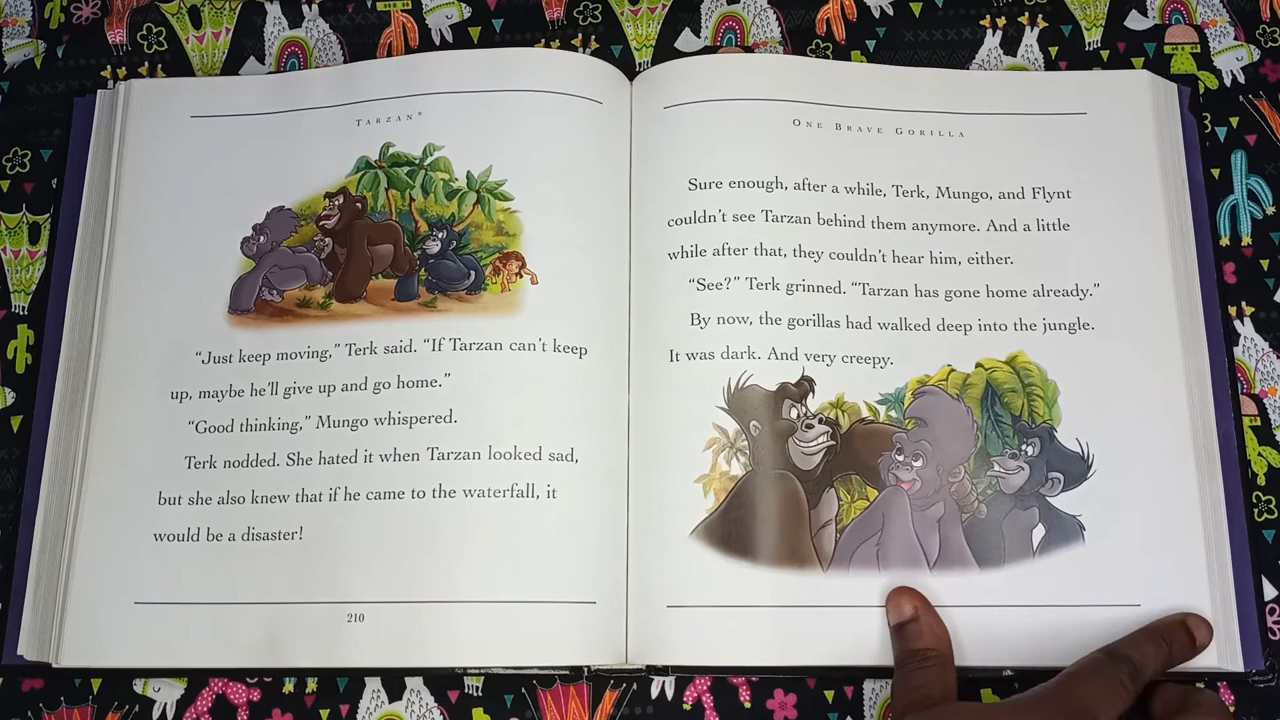 TARZAN®
"Just keep moving," Terk said. "If Tarzan can't keep
up, maybe he'll give up and go home."
"Good thinking," Mungo whispered.
Terk nodded. She hated it when Tarzan looked sad,
but she also knew that if he came to the waterfall, it
would be a disaster!
210
ONE BRAVE GORILLA
Sure enough, after a while, Terk, Mungo, and Flynt
couldn't see Tarzan behind them anymore. And a little
while after that, they couldn't hear him, either.
"See?" Terk grinned. "Tarzan has gone home already."
By now, the gorillas had walked deep into the jungle.
It was dark. And very creepy.